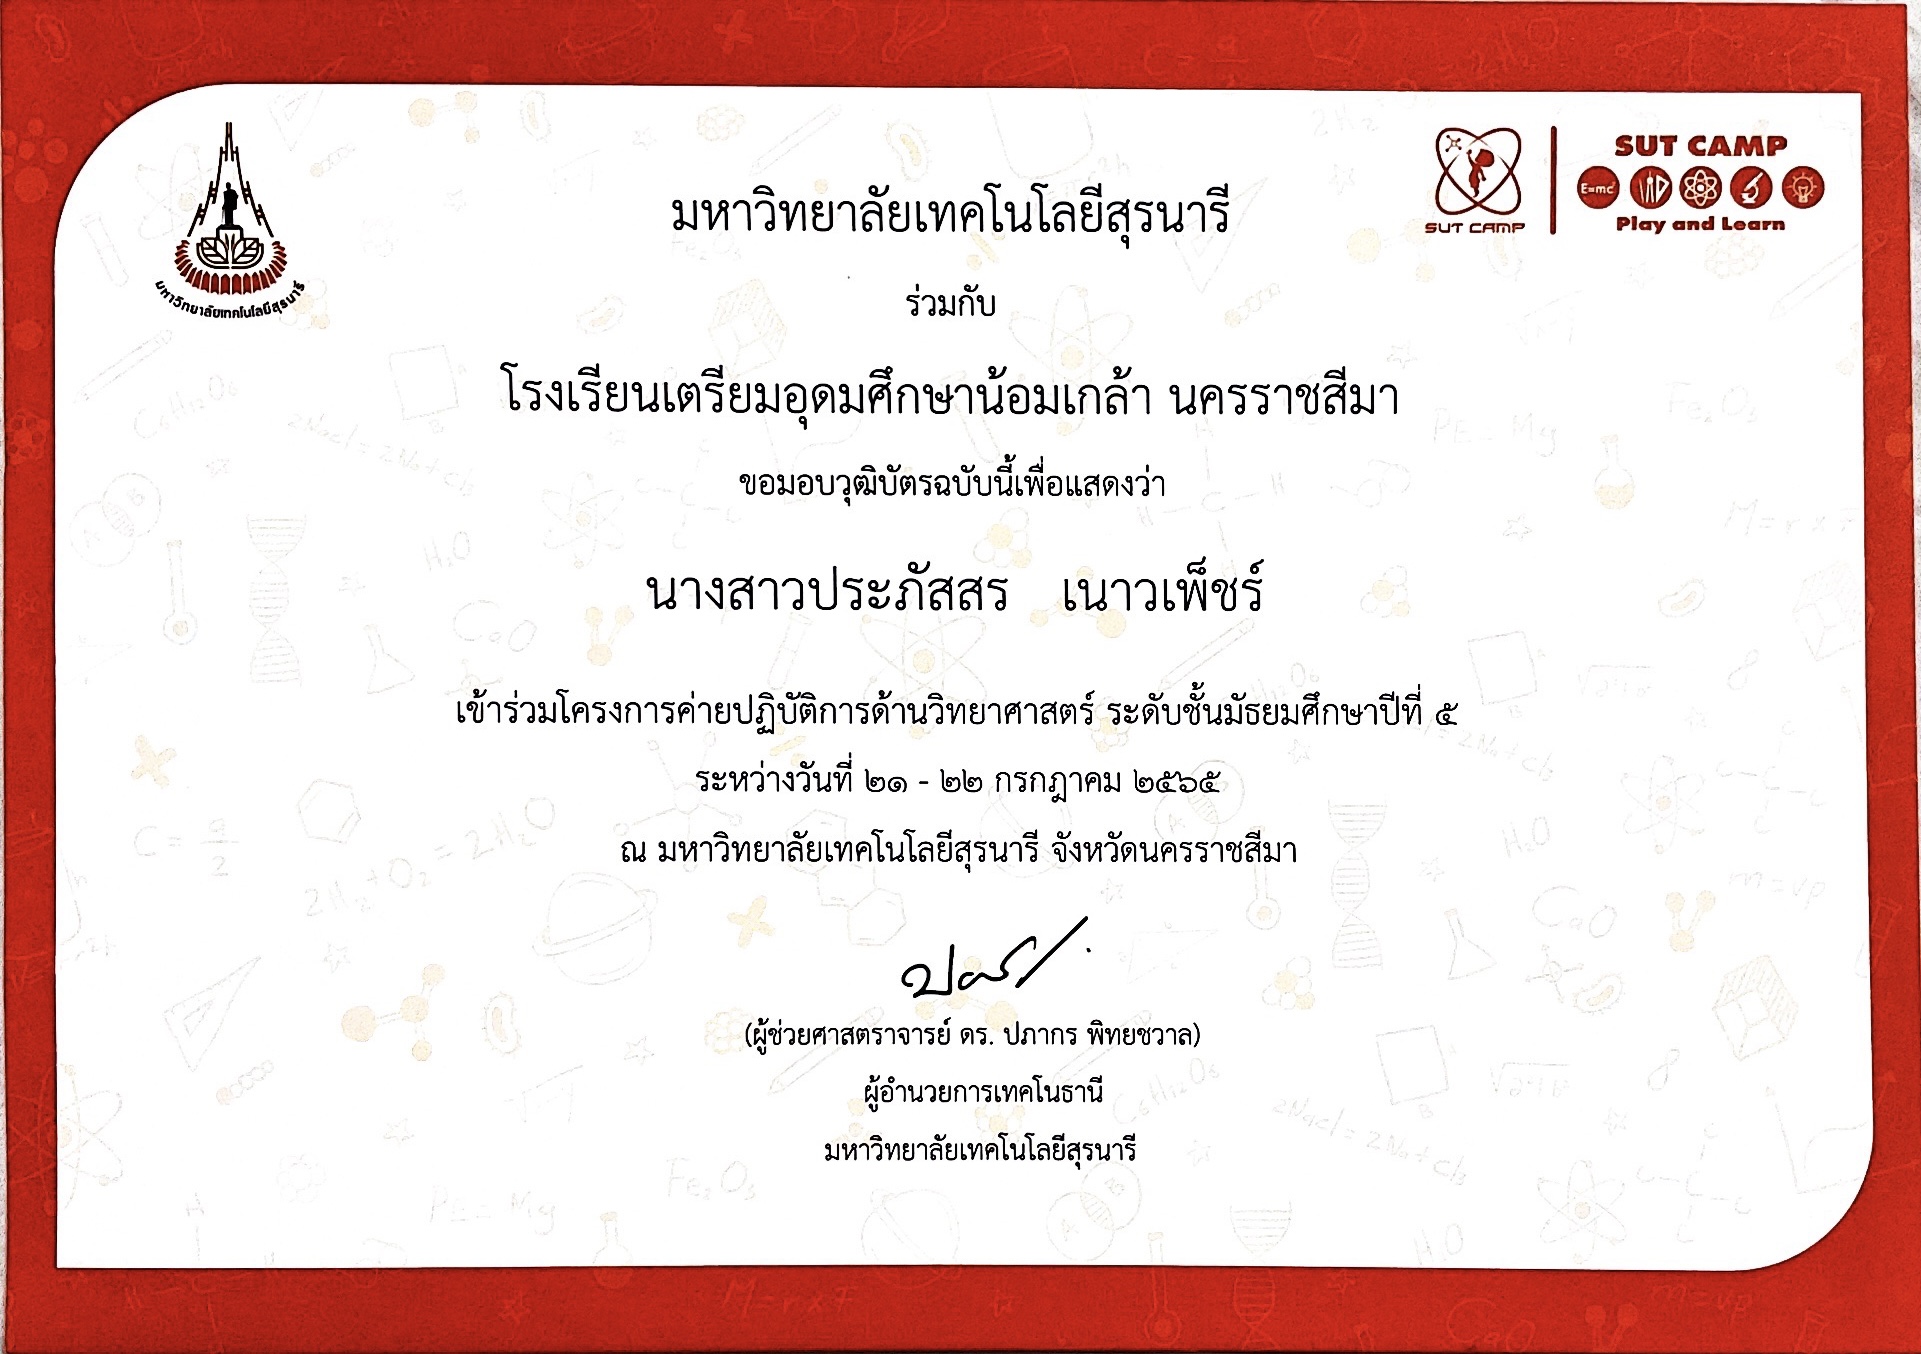 มหาวิทยาลัยเทคโนโลยีสุรนารี
SUT CAMP
SUT CAMP
E=mc²
Play and Learn
มหาวิทยาลัยเทคโนโลยีสุรนารี
ร่วมกับ
โรงเรียนเตรียมอุดมศึกษาน้อมเกล้า นครราชสีมา
ขอมอบวุฒิบัตรฉบับนี้เพื่อแสดงว่า
นางสาวประภัสสร เนาวเพ็ชร์
เข้าร่วมโครงการค่ายปฏิบัติการด้านวิทยาศาสตร์ ระดับชั้นมัธยมศึกษาปีที่ ๕
ระหว่างวันที่ ๒๑ - ๒๒ กรกฎาคม ๒๕๖๕
ณ มหาวิทยาลัยเทคโนโลยีสุรนารี จังหวัดนครราชสีมา
(ผู้ช่วยศาสตราจารย์ ดร. ปภากร พิทยชวาล)
ผู้อำนวยการเทคโนธานี
มหาวิทยาลัยเทคโนโลยีสุรนารี